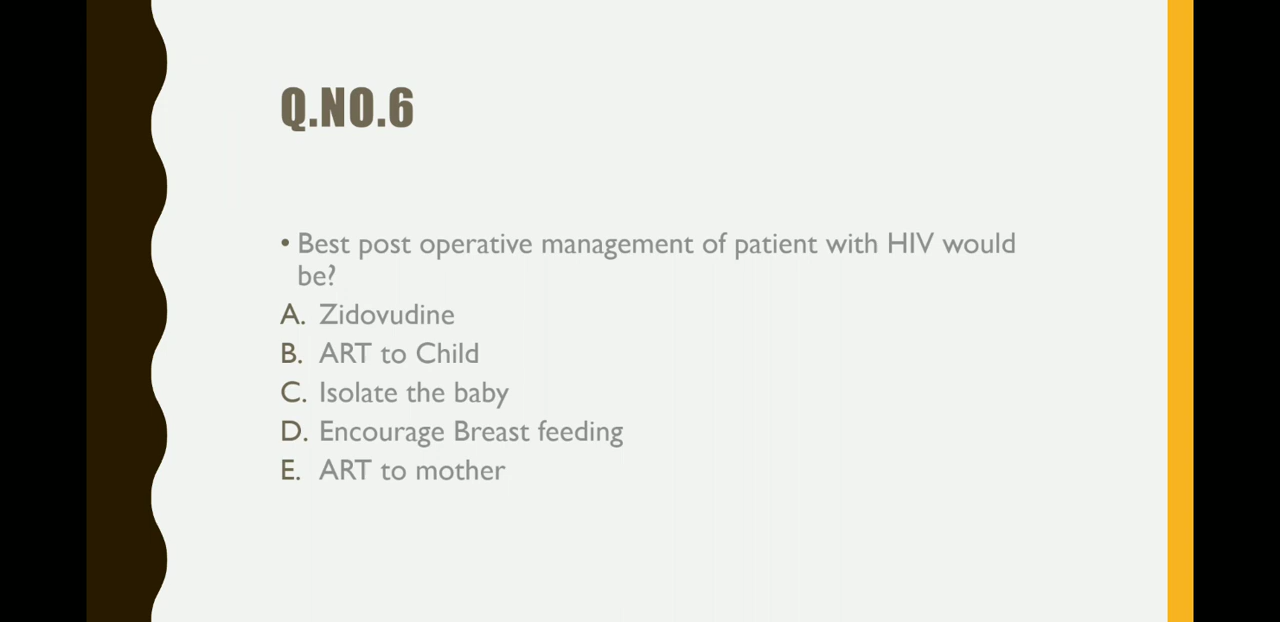 Q.NO.6
• Best post operative management of patient with HIV would
be?
A. Zidovudine
B. ART to Child
C. Isolate the baby
D. Encourage Breast feeding
E. ART to mother